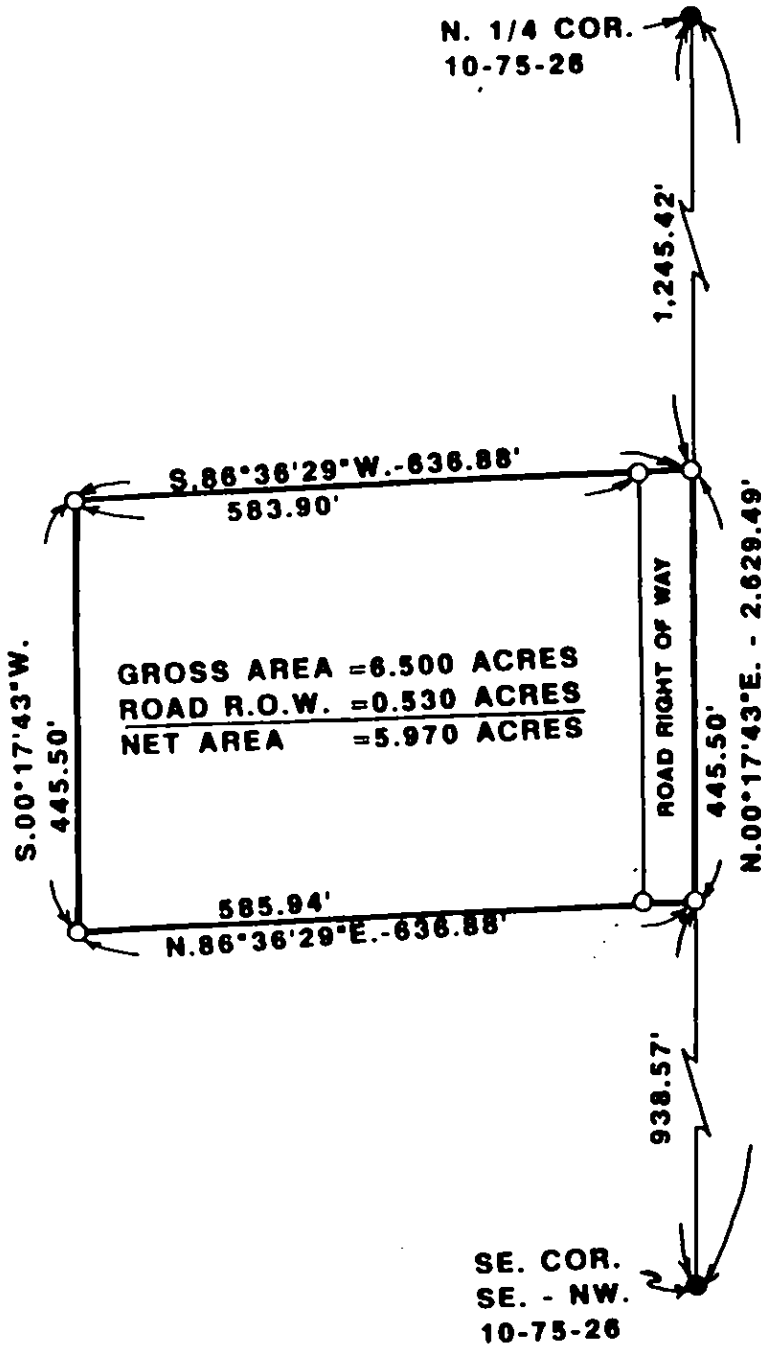 N. 1/4 COR.
10-75-26
1,245.42'
S.86°36'29"W.-636.88'
583.90'
S.00°17'43"W.
445.50'
GROSS AREA =6.500 ACRES
ROAD R.O.W. =0.530 ACRES
NET AREA =5.970 ACRES
ROAD RIGHT OF WAY
445.50'
N.00°17'43"E. - 2,629.49'
585.94'
N.86°36'29"E.-636.88'
938.57'
SE. COR.
SE. - NW.
10-75-26